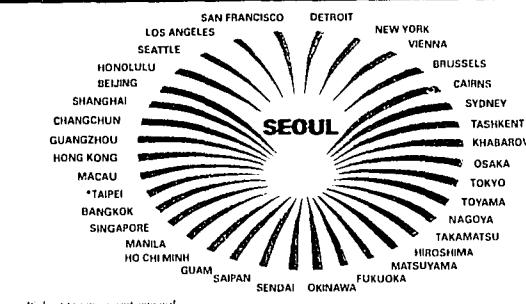 SAN FRANCISCO
DETROIT
LOS ANGELES
NEW YORK
SEATTLE
VIENNA
HONOLULU
BRUSSELS
BEIJING
CAIRNS
SHANGHAI
SYDNEY
CHANGCHUN
TASHKENT
SEOUL
GUANGZHOU
KHABAROV
HONG KONG
OSAKA
MACAU
TOKYO
*TAIPEI
TOYAMA
BANGKOK
NAGOYA
SINGAPORE
TAKAMATSU
MANILA
HIROSHIMA
HO CHI MINH
MATSUYAMA
GUAM
FUKUOKA
SAIPAN
SENDAI
OKINAWA